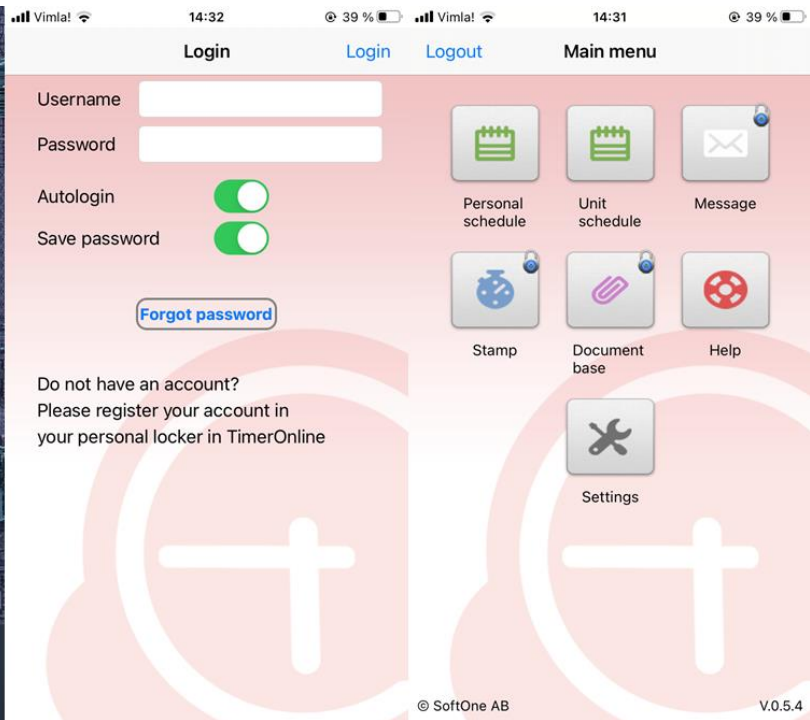 Vimla! 14:32 39 %
Login Login
Username
Password
Autologin
Save password
Forgot password
Do not have an account?
Please register your account in
your personal locker in TimerOnline
Vimla! 14:31 39 %
Logout Main menu
Personal schedule
Unit schedule
Message
Stamp
Document base
Help
Settings
© SoftOne AB V.0.5.4